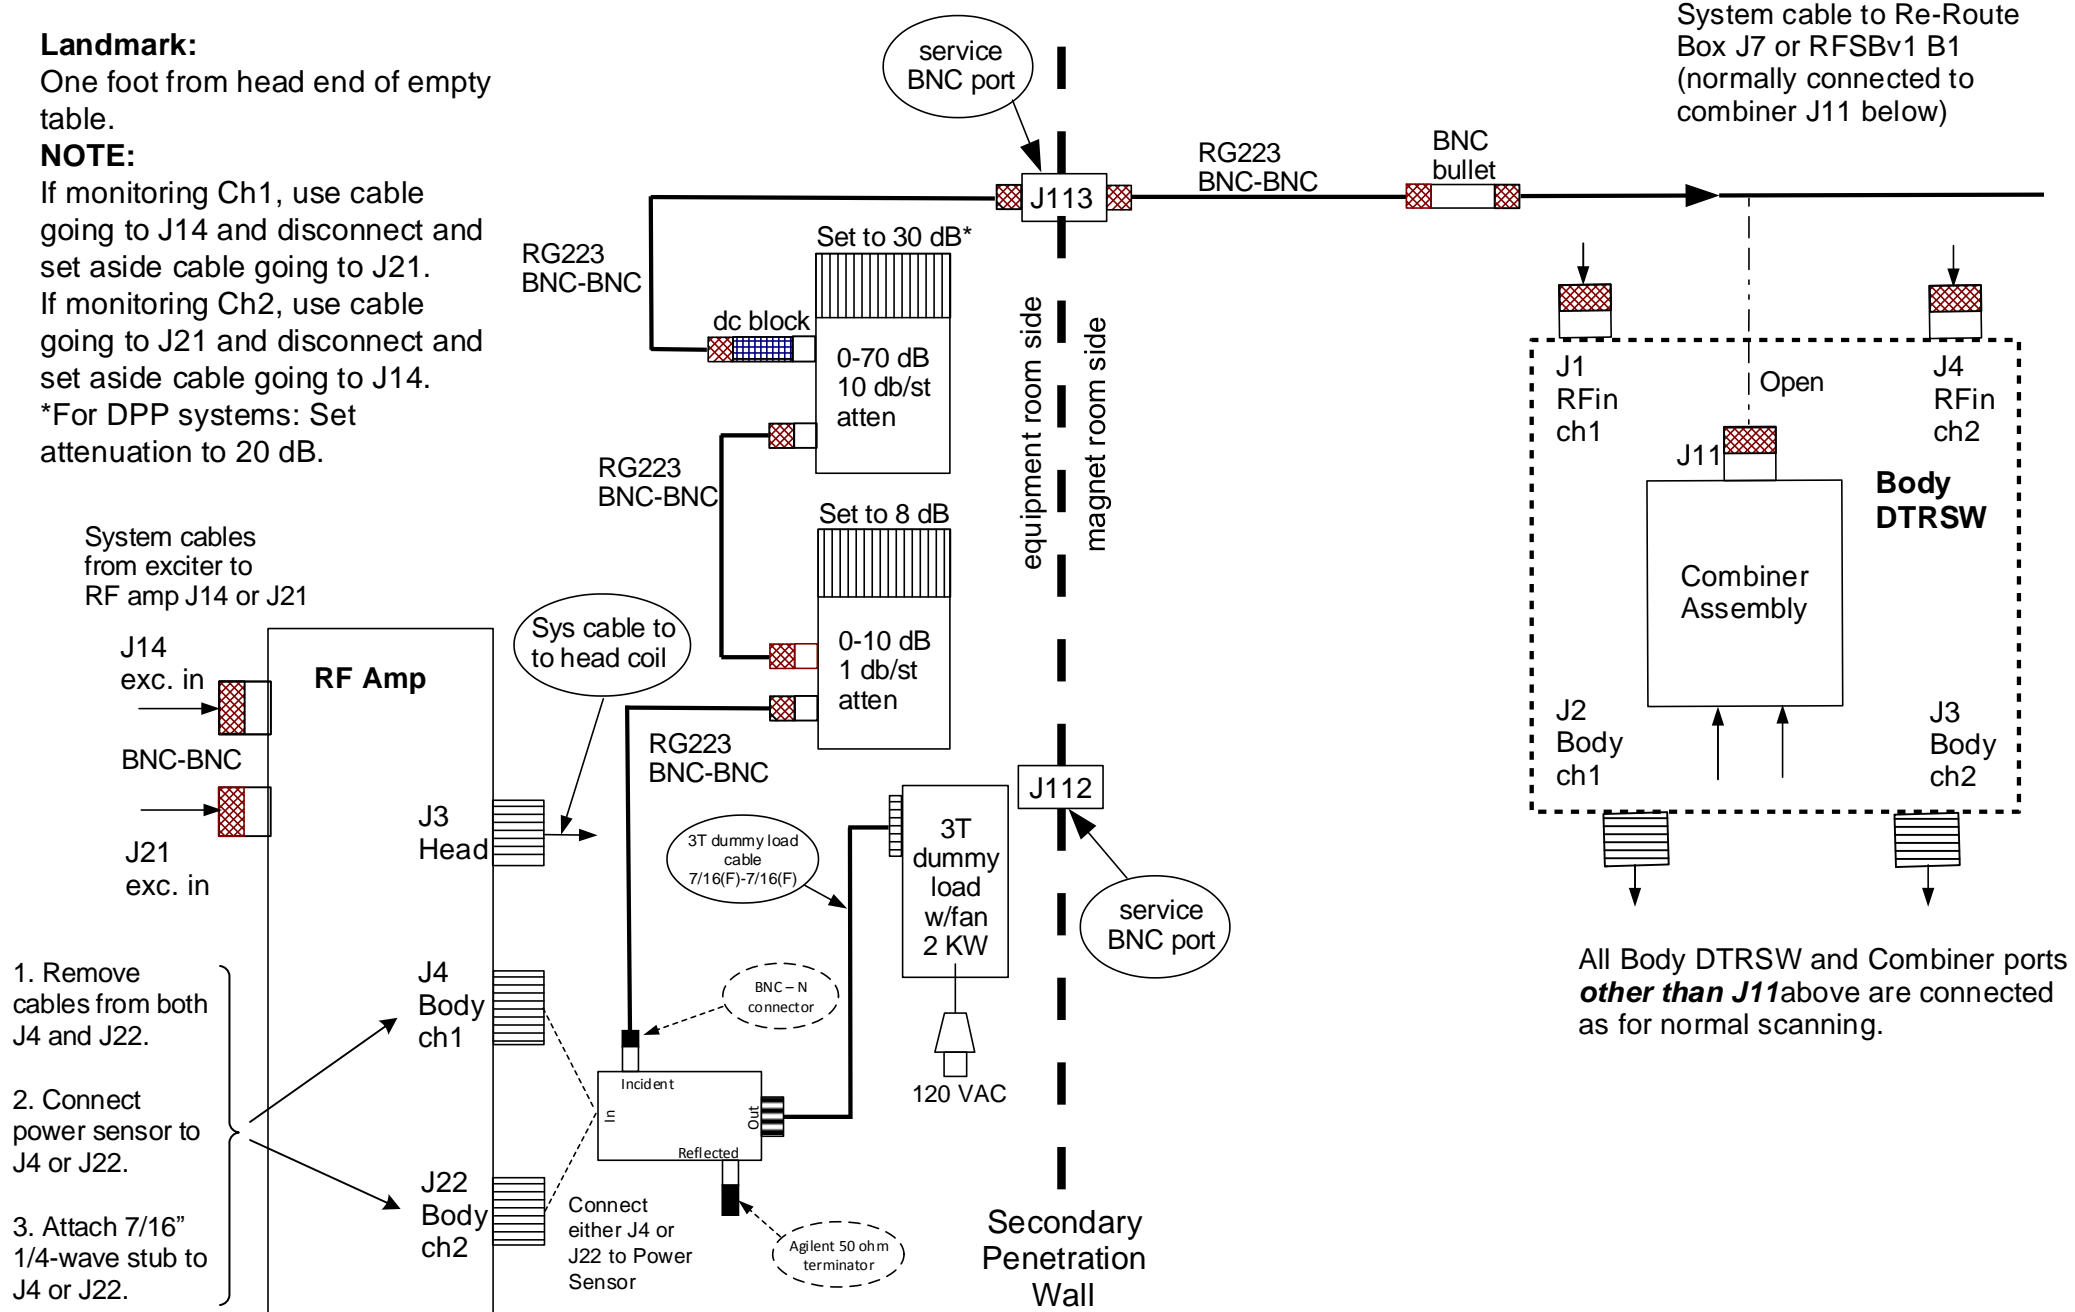 Landmark:
One foot from head end of empty
table.
NOTE:
If monitoring Ch1, use cable
going to J14 and disconnect and
set aside cable going to J21.
If monitoring Ch2, use cable
going to J21 and disconnect and
set aside cable going to J14.
*For DPP systems: Set
attenuation to 20 dB.
service
BNC port
System cable to Re-Route
Box J7 or RFSBv1 B1
(normally connected to
combiner J11 below)
J113
RG223
BNC-BNC
BNC
bullet
RG223
BNC-BNC
Set to 30 dB*
dc block
0-70 dB
10 db/st
atten
RG223
BNC-BNC
Set to 8 dB
0-10 dB
1 db/st
atten
equipment room side
magnet room side
J1
RFin
ch1
Open
J4
RFin
ch2
J11
Body
DTRSW
Combiner
Assembly
J2
Body
ch1
J3
Body
ch2
System cables
from exciter to
RF amp J14 or J21
J14
exc. in
BNC-BNC
J21
exc. in
RF Amp
Sys cable to
to head coil
J3
Head
RG223
BNC-BNC
3T dummy load
cable
7/16(F)-7/16(F)
3T
dummy
load
w/fan
2 KW
120 VAC
J112
service
BNC port
All Body DTRSW and Combiner ports
other than J11above are connected
as for normal scanning.
1. Remove
cables from both
J4 and J22.
2. Connect
power sensor to
J4 or J22.
3. Attach 7/16”
1/4-wave stub to
J4 or J22.
J4
Body
ch1
J22
Body
ch2
BNC – N
connector
Incident
In
Out
Reflected
Connect
either J4 or
J22 to Power
Sensor
Agilent 50 ohm
terminator
Secondary
Penetration
Wall